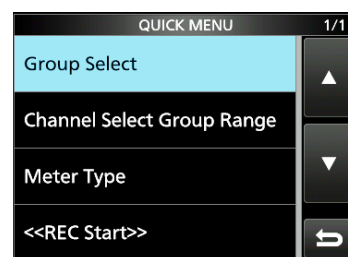 QUICK MENU 1/1
Group Select
Channel Select Group Range
Meter Type
<<REC Start>>